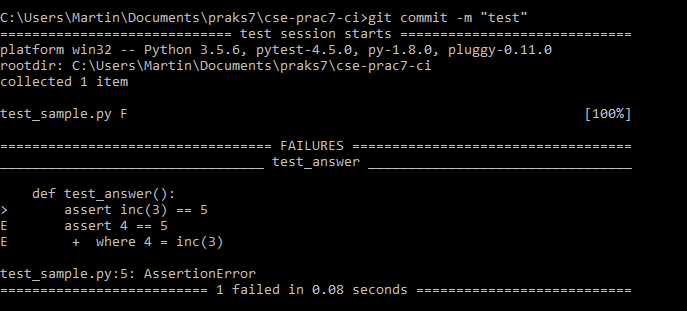 C:\Users\Martin\Documents\praks7\cse-prac7-ci>git commit -m "test"
============================= test session starts =============================
platform win32 -- Python 3.5.6, pytest-4.5.0, py-1.8.0, pluggy-0.11.0
rootdir: C:\Users\Martin\Documents\praks7\cse-prac7-ci
collected 1 item
test_sample.py F                                                         [100%]
================================== FAILURES ===================================
_________________________________ test_answer _________________________________
    def test_answer():
>       assert inc(3) == 5
E       assert 4 == 5
E        +  where 4 = inc(3)
test_sample.py:5: AssertionError
========================== 1 failed in 0.08 seconds ===========================